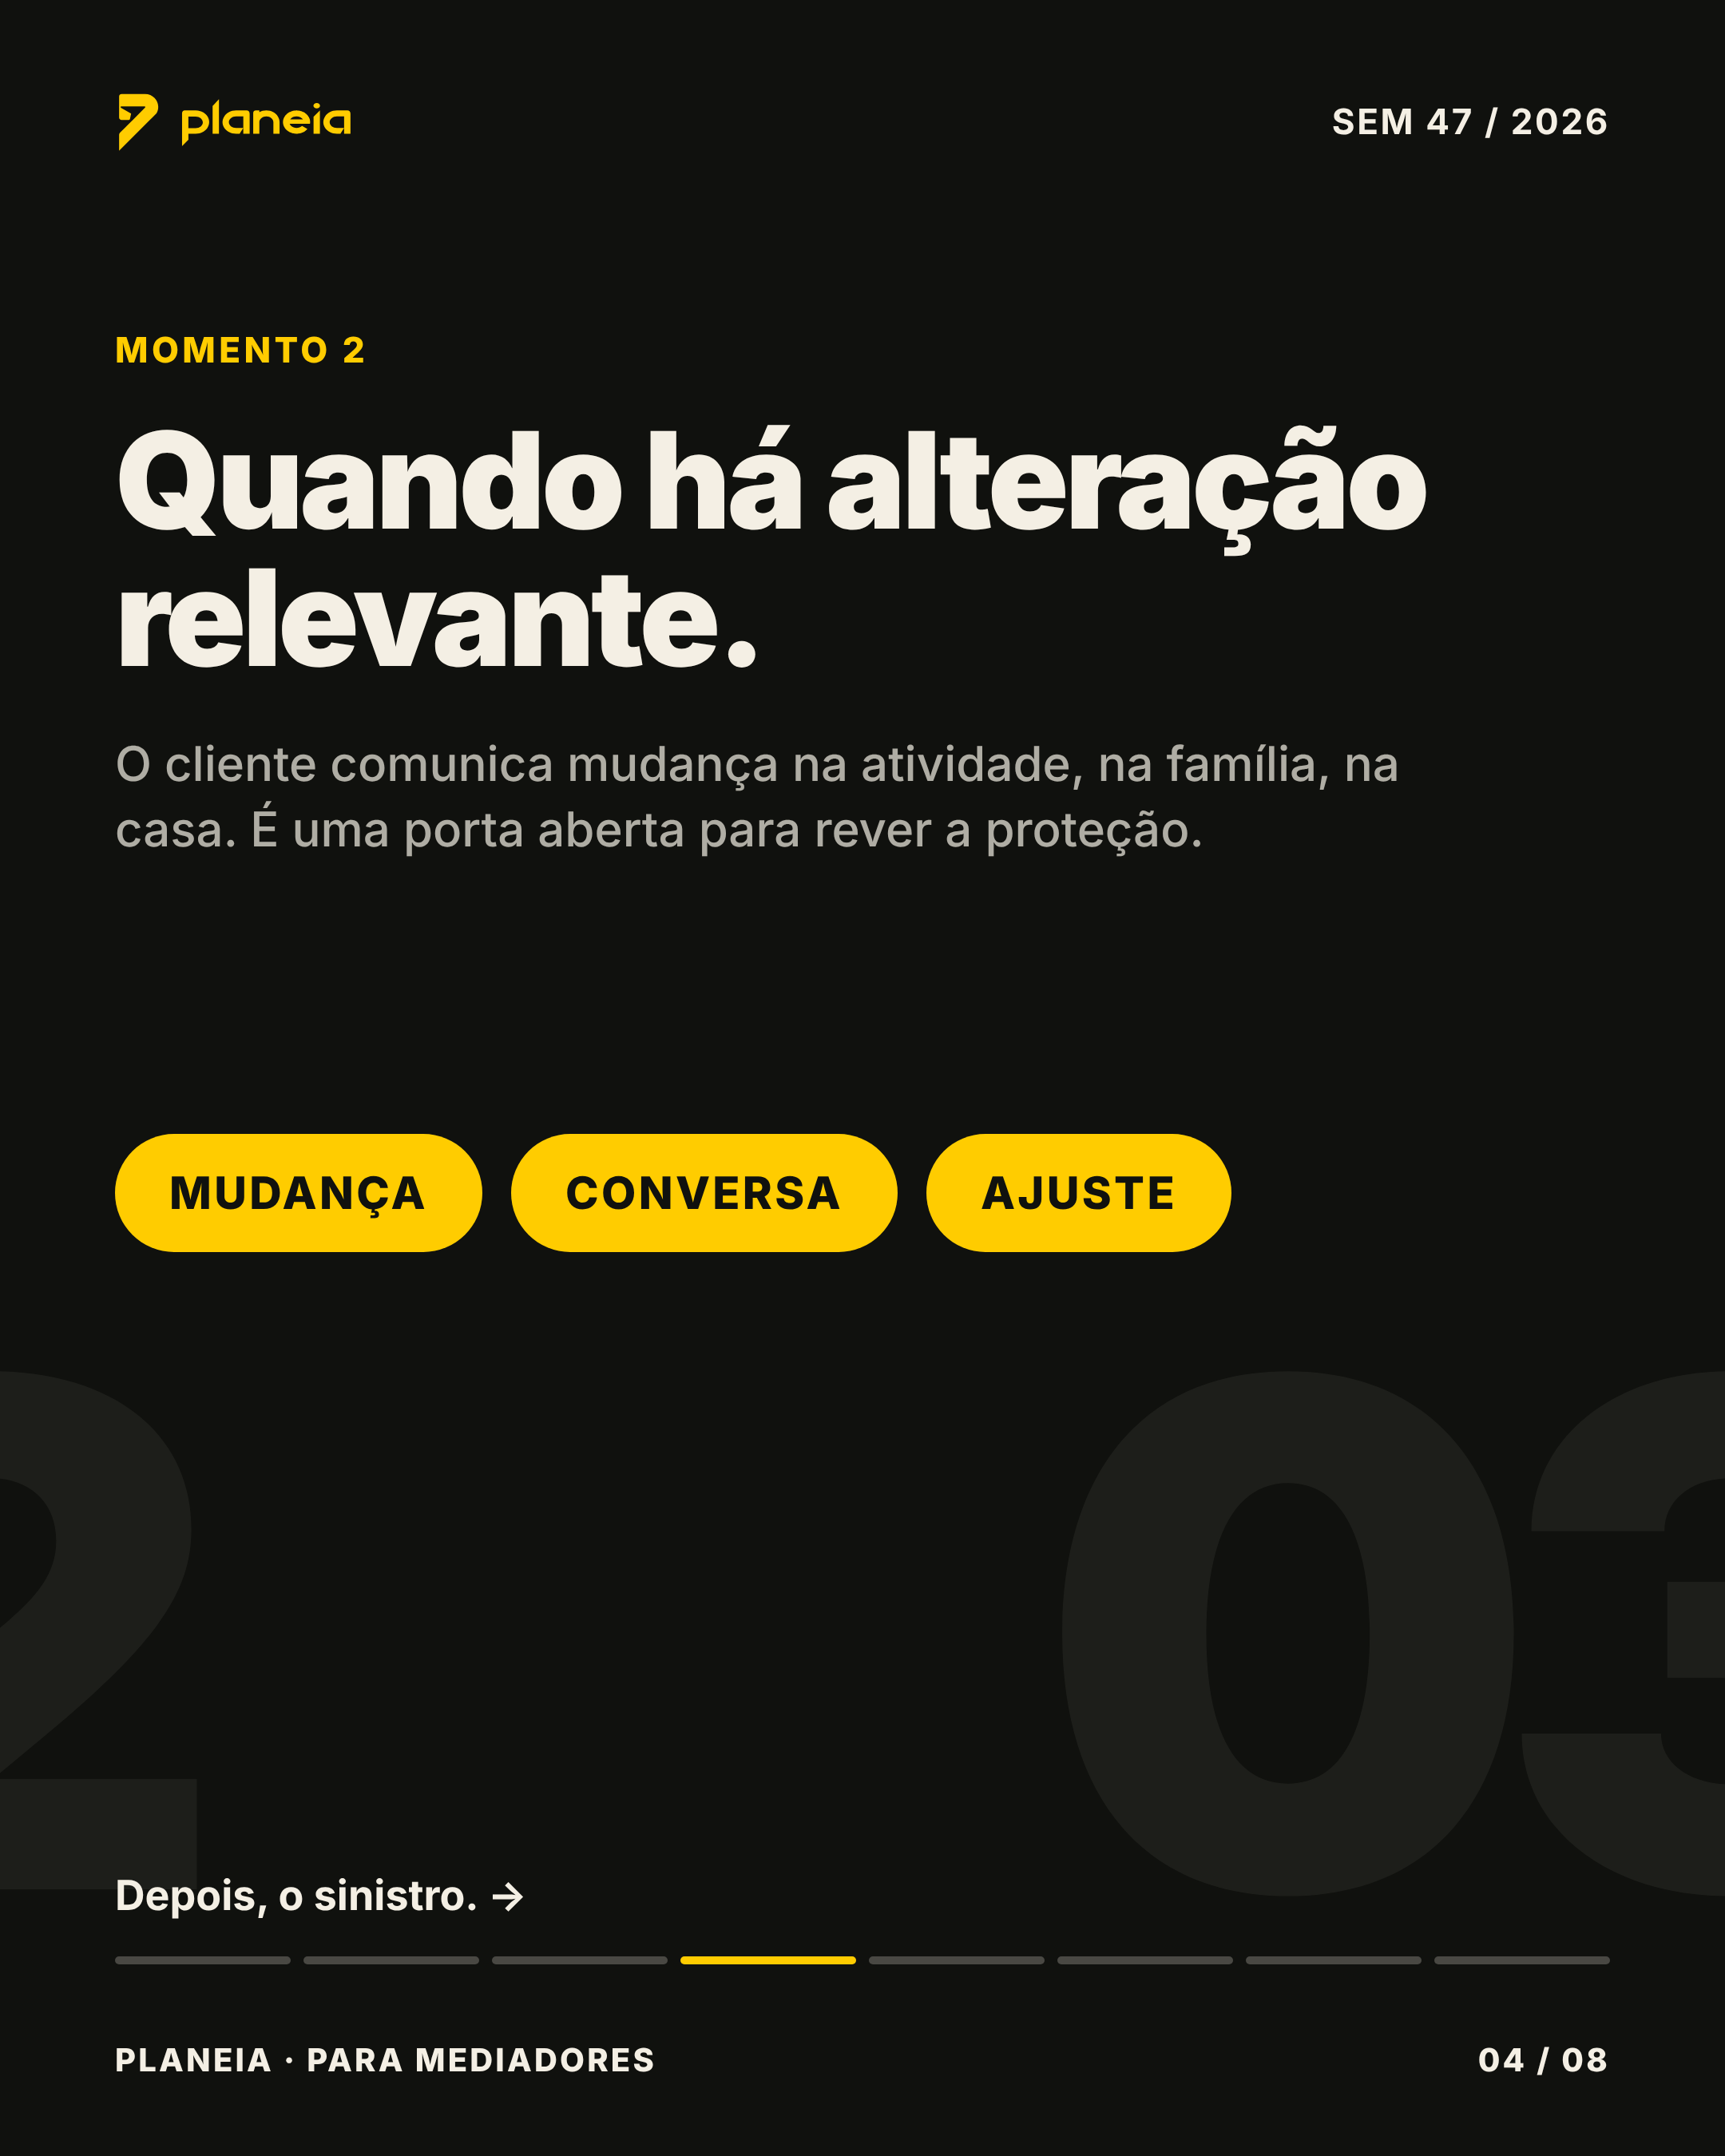 planeia
SEM 47 / 2026
MOMENTO 2
Quando há alteração
relevante.
O cliente comunica mudança na atividade, na família, na
casa. É uma porta aberta para rever a proteção.
MUDANÇA
CONVERSA
AJUSTE
2
03
Depois, o sinistro. →
PLANEIA · PARA MEDIADORES
04 / 08